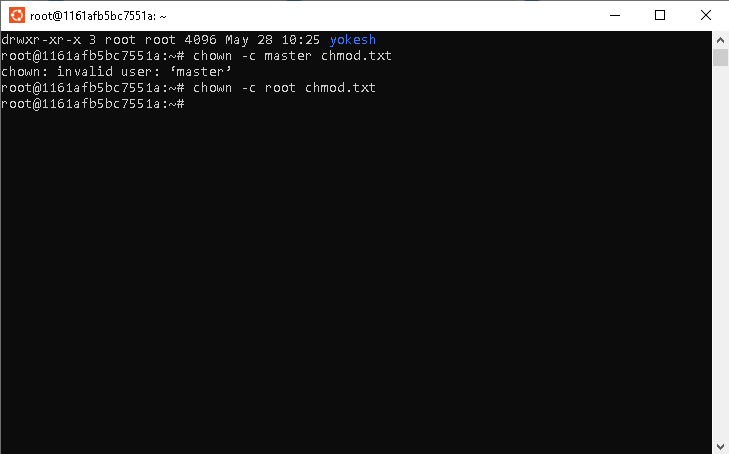 root@1161afb5bc7551a: ~
drwxr-xr-x 3 root root 4096 May 28 10:25 yokesh
root@1161afb5bc7551a:~# chown -c master chmod.txt
chown: invalid user: ‘master’
root@1161afb5bc7551a:~# chown -c root chmod.txt
root@1161afb5bc7551a:~#